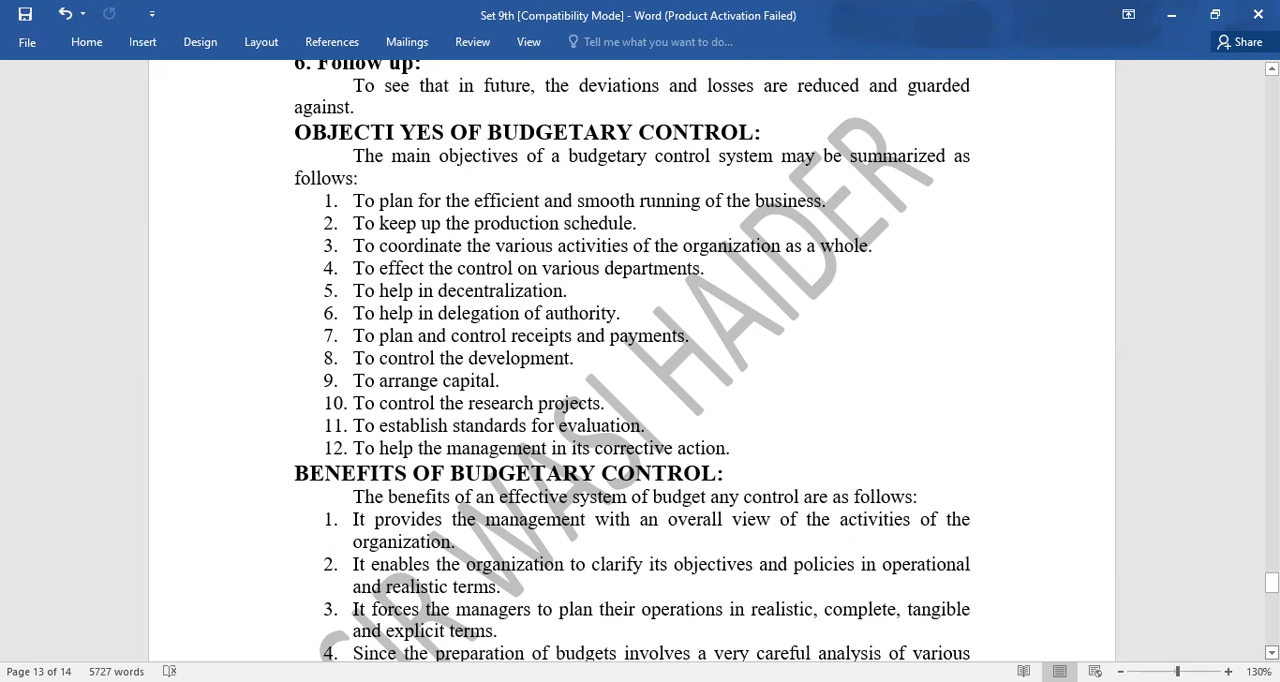 Set 9th [Compatibility Mode] - Word (Product Activation Failed)
File Home Insert Design Layout References Mailings Review View Tell me what you want to do... Share
6. Follow up:
To see that in future, the deviations and losses are reduced and guarded
against.
OBJECTI YES OF BUDGETARY CONTROL:
The main objectives of a budgetary control system may be summarized as
follows:
1. To plan for the efficient and smooth running of the business.
2. To keep up the production schedule.
3. To coordinate the various activities of the organization as a whole.
4. To effect the control on various departments.
5. To help in decentralization.
6. To help in delegation of authority.
7. To plan and control receipts and payments.
8. To control the development.
9. To arrange capital.
10. To control the research projects.
11. To establish standards for evaluation.
12. To help the management in its corrective action.
BENEFITS OF BUDGETARY CONTROL:
The benefits of an effective system of budget any control are as follows:
1. It provides the management with an overall view of the activities of the
organization.
2. It enables the organization to clarify its objectives and policies in operational
and realistic terms.
3. It forces the managers to plan their operations in realistic, complete, tangible
and explicit terms.
4. Since the preparation of budgets involves a very careful analysis of various
SIR WASI HAIDER
Page 13 of 14 5727 words 130%